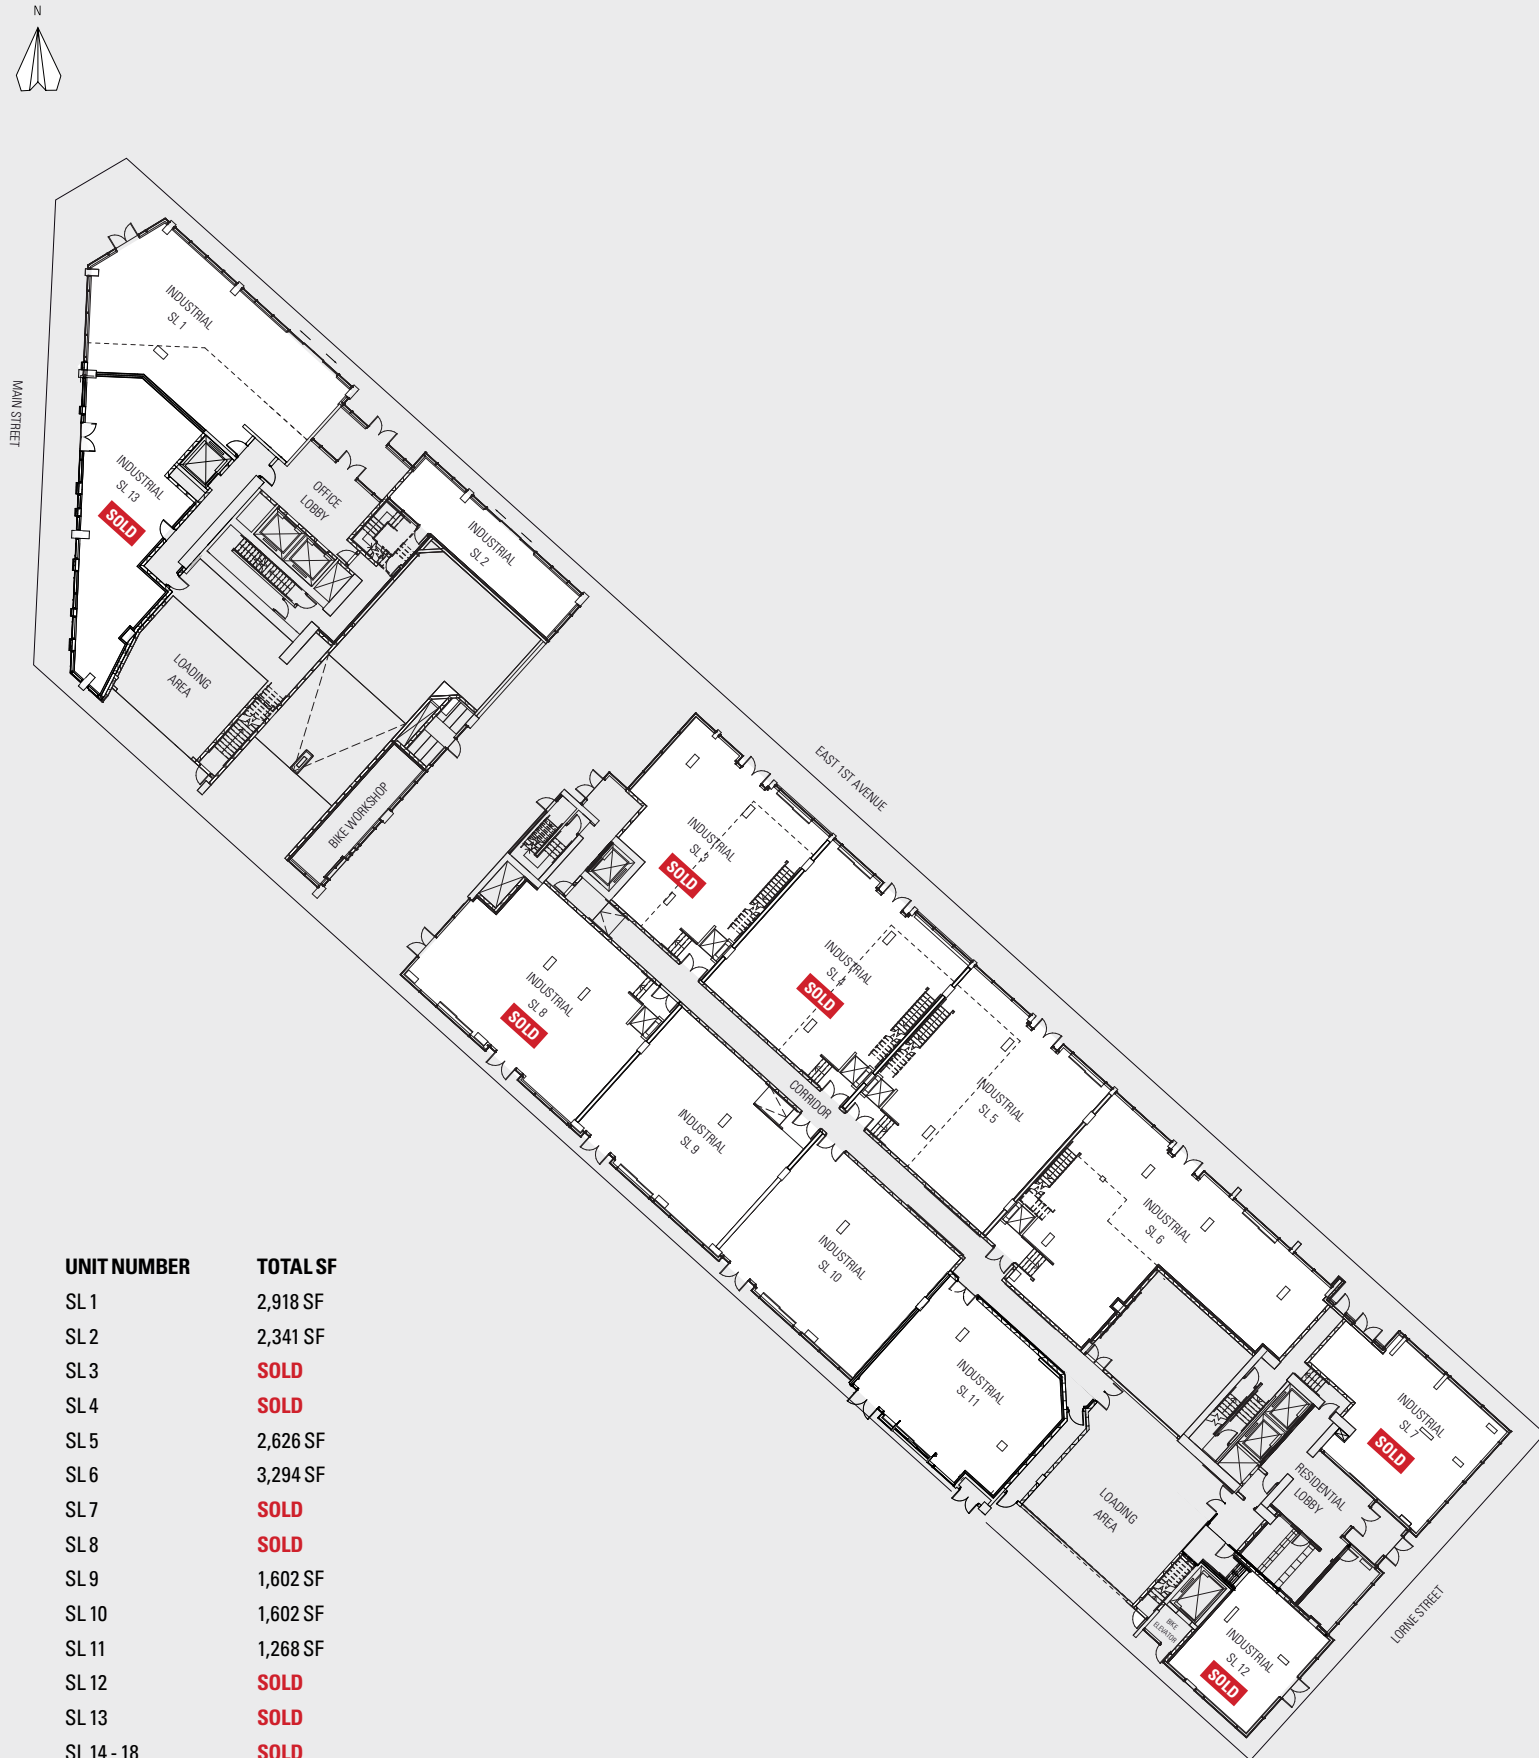 N
MAIN STREET
INDUSTRIAL
SL 1
INDUSTRIAL
SL 13
SOLD
OFFICE
LOBBY
INDUSTRIAL
SL 2
LOADING
AREA
BIKE WORKSHOP
EAST 1ST AVENUE
INDUSTRIAL
SL 3
SOLD
INDUSTRIAL
SL 4
SOLD
INDUSTRIAL
SL 8
SOLD
CORRIDOR
INDUSTRIAL
SL 5
INDUSTRIAL
SL 9
INDUSTRIAL
SL 6
INDUSTRIAL
SL 10
INDUSTRIAL
SL 11
INDUSTRIAL
SL 7
SOLD
RESIDENTIAL
LOBBY
LOADING
AREA
BIKE
ELEVATOR
INDUSTRIAL
SL 12
SOLD
LORNE STREET
UNIT NUMBER TOTAL SF
SL 1 2,918 SF
SL 2 2,341 SF
SL 3 SOLD
SL 4 SOLD
SL 5 2,626 SF
SL 6 3,294 SF
SL 7 SOLD
SL 8 SOLD
SL 9 1,602 SF
SL 10 1,602 SF
SL 11 1,268 SF
SL 12 SOLD
SL 13 SOLD
SL 14 - 18 SOLD